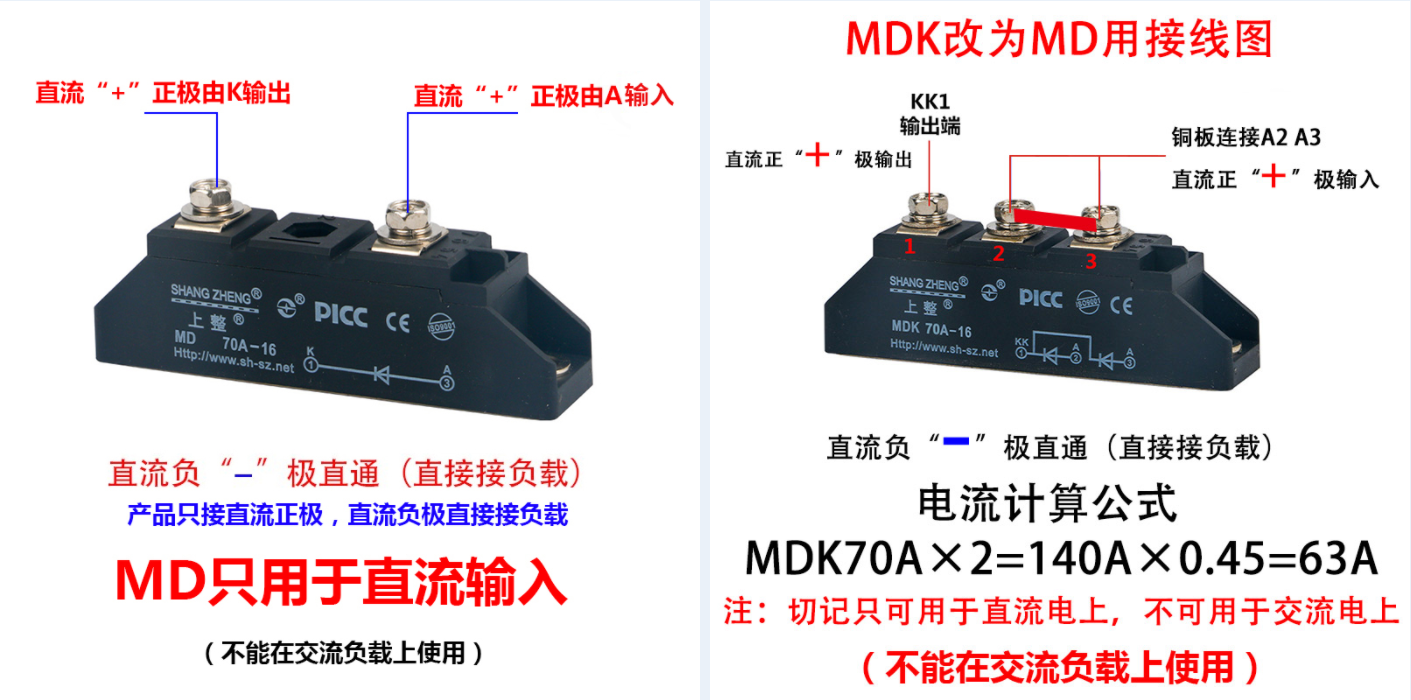 直流“+”正极由K输出
直流“+”正极由A输入
SHANG ZHENG®
上整®
PICC
CE
ISO9001
MD 70A-16
Http://www.sh-sz.net
K
1
A
3
直流负“-”极直通（直接接负载）
产品只接直流正极，直流负极直接接负载
MD只用于直流输入
（不能在交流负载上使用）
MDK改为MD用接线图
KK1
输出端
直流正“+”极输出
铜板连接A2 A3
直流正“+”极输入
1
2
3
SHANG ZHENG®
上整®
PICC
ISO9001
CE
MDK 70A-16
Http://www.sh-sz.net
KK
1
A
2
A
3
直流负“-”极直通（直接接负载）
电流计算公式
MDK70A×2=140A×0.45=63A
注：切记只可用于直流电上，不可用于交流电上
（不能在交流负载上使用）